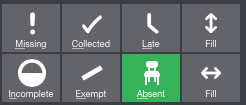 Missing Collected Late Fill
Incomplete Exempt Absent Fill